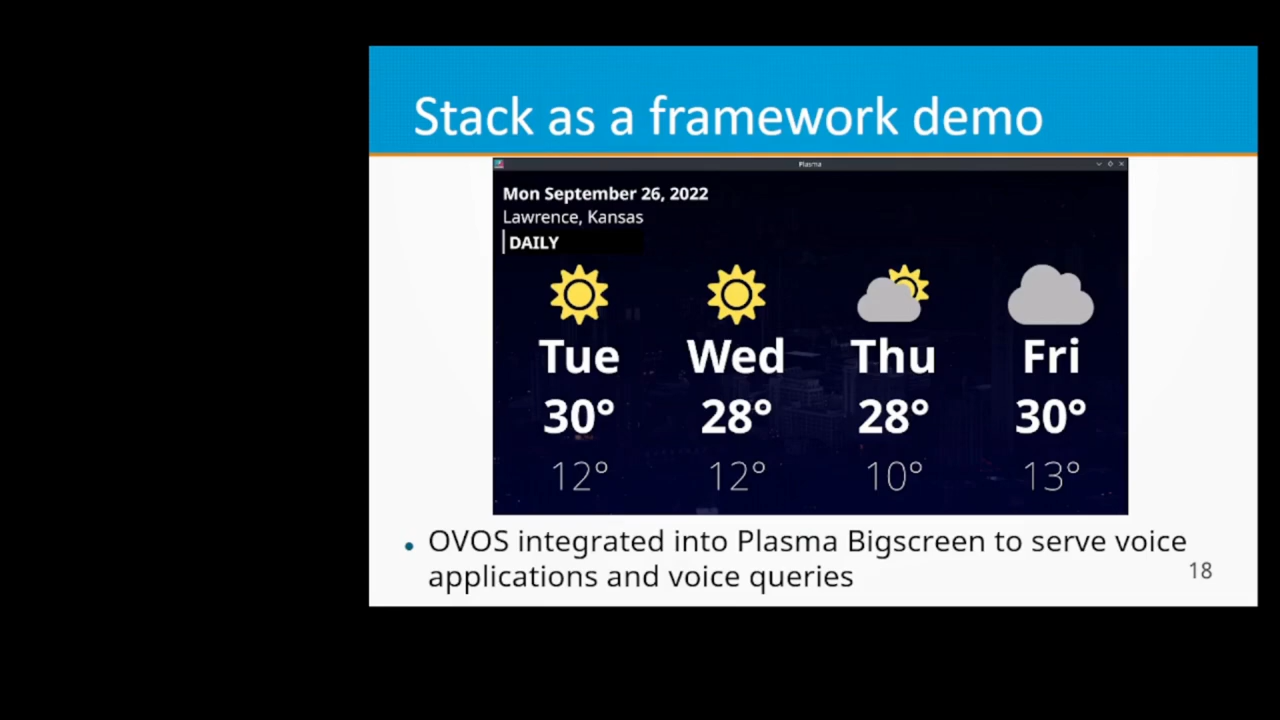 Stack as a framework demo
Plasma
Mon September 26, 2022
Lawrence, Kansas
DAILY
Tue Wed Thu Fri
30° 28° 28° 30°
12° 12° 10° 13°
• OVOS integrated into Plasma Bigscreen to serve voice
applications and voice queries
18